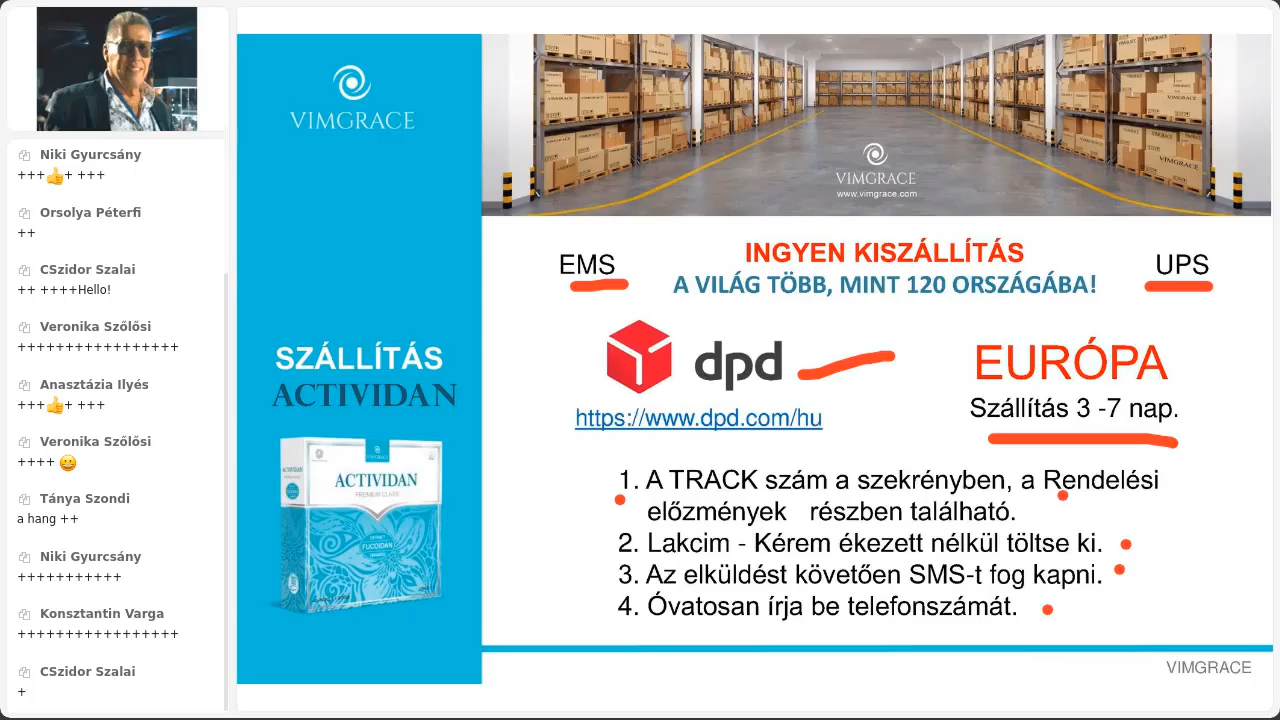 Niki Gyurcsány
+++👍+ +++
Orsolya Péterfi
++
CSzidor Szalai
++ ++++Hello!
Veronika Szőlősi
+++++++++++++++++
Anasztázia Ilyés
+++👍+ +++
Veronika Szőlősi
++++ 😀
Tánya Szondi
a hang ++
Niki Gyurcsány
+++++++++++
Konsztantin Varga
+++++++++++++++++
CSzidor Szalai
+
VIMGRACE
SZÁLLÍTÁS
ACTIVIDAN
ACTIVIDAN
PREMIUM CLASS
FUCOIDAN
VIMGRACE
www.vimgrace.com
EMS
INGYEN KISZÁLLÍTÁS
A VILÁG TÖBB, MINT 120 ORSZÁGÁBA!
UPS
dpd
https://www.dpd.com/hu
EURÓPA
Szállítás 3 -7 nap.
1. A TRACK szám a szekrényben, a Rendelési
előzmények részben található.
2. Lakcim - Kérem ékezett nélkül töltse ki.
3. Az elküldést követően SMS-t fog kapni.
4. Óvatosan írja be telefonszámát.
VIMGRACE